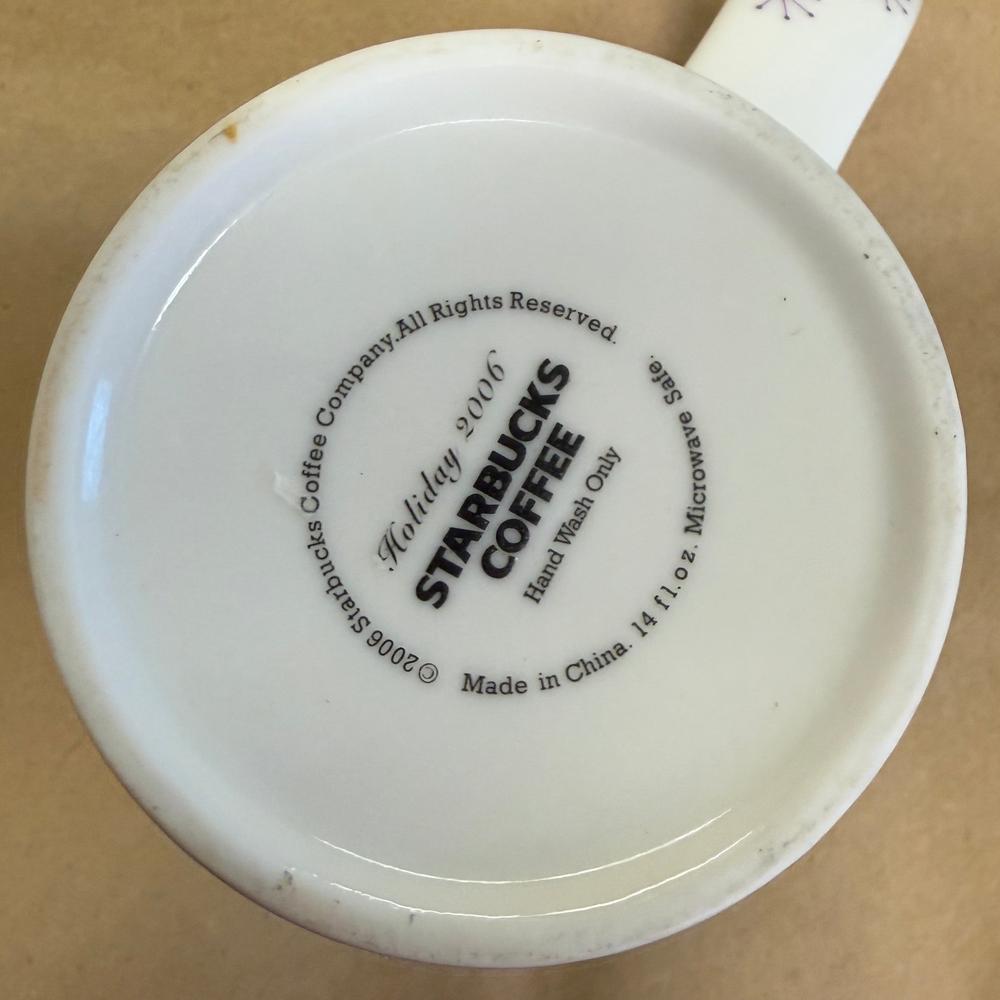 ©2006 Starbucks Coffee Company.All Rights Reserved.
Holiday 2006
STARBUCKS
COFFEE
Hand Wash Only
Made in China. 14 fl.oz. Microwave Safe.